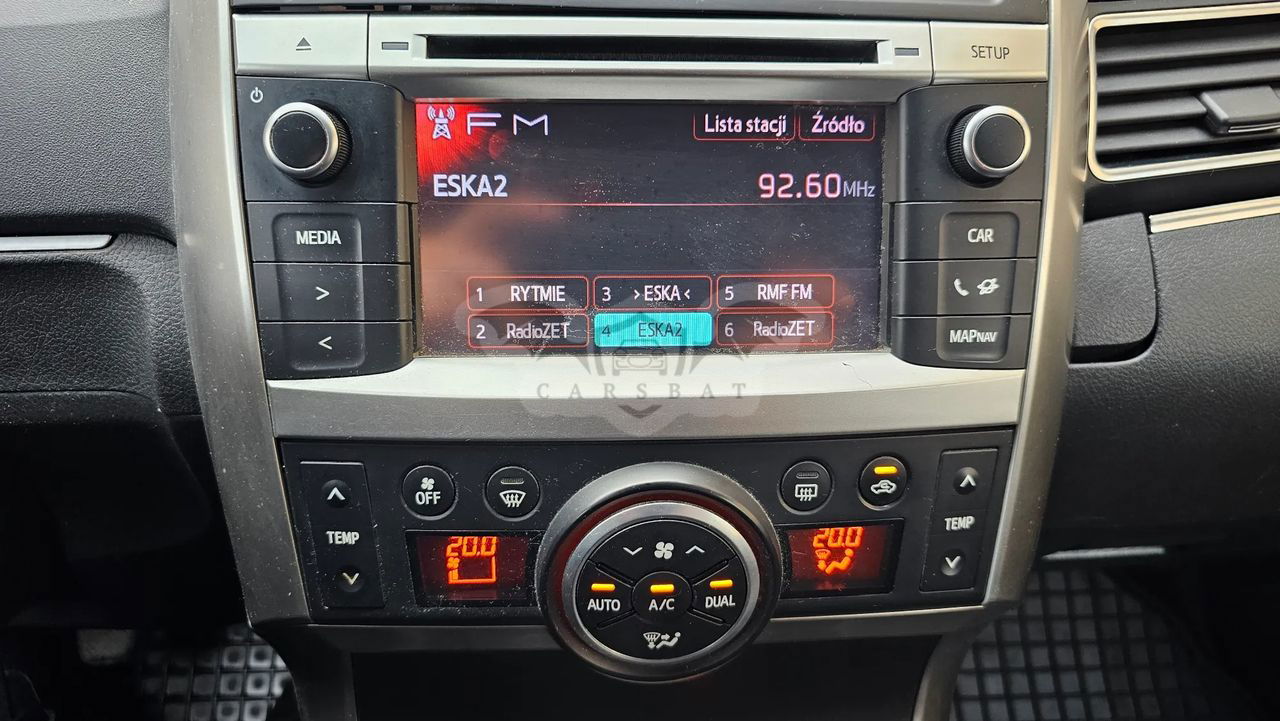 SETUP
FM
Lista stacji
Źródło
ESKA2
92.60MHz
MEDIA
CAR
>
<
MAPNAV
1 RYTMIE
3 >ESKA<
5 RMF FM
2 RadioZET
4 ESKA2
6 RadioZET
CARSBAT
OFF
TEMP
TEMP
20.0
20.0
AUTO
A/C
DUAL